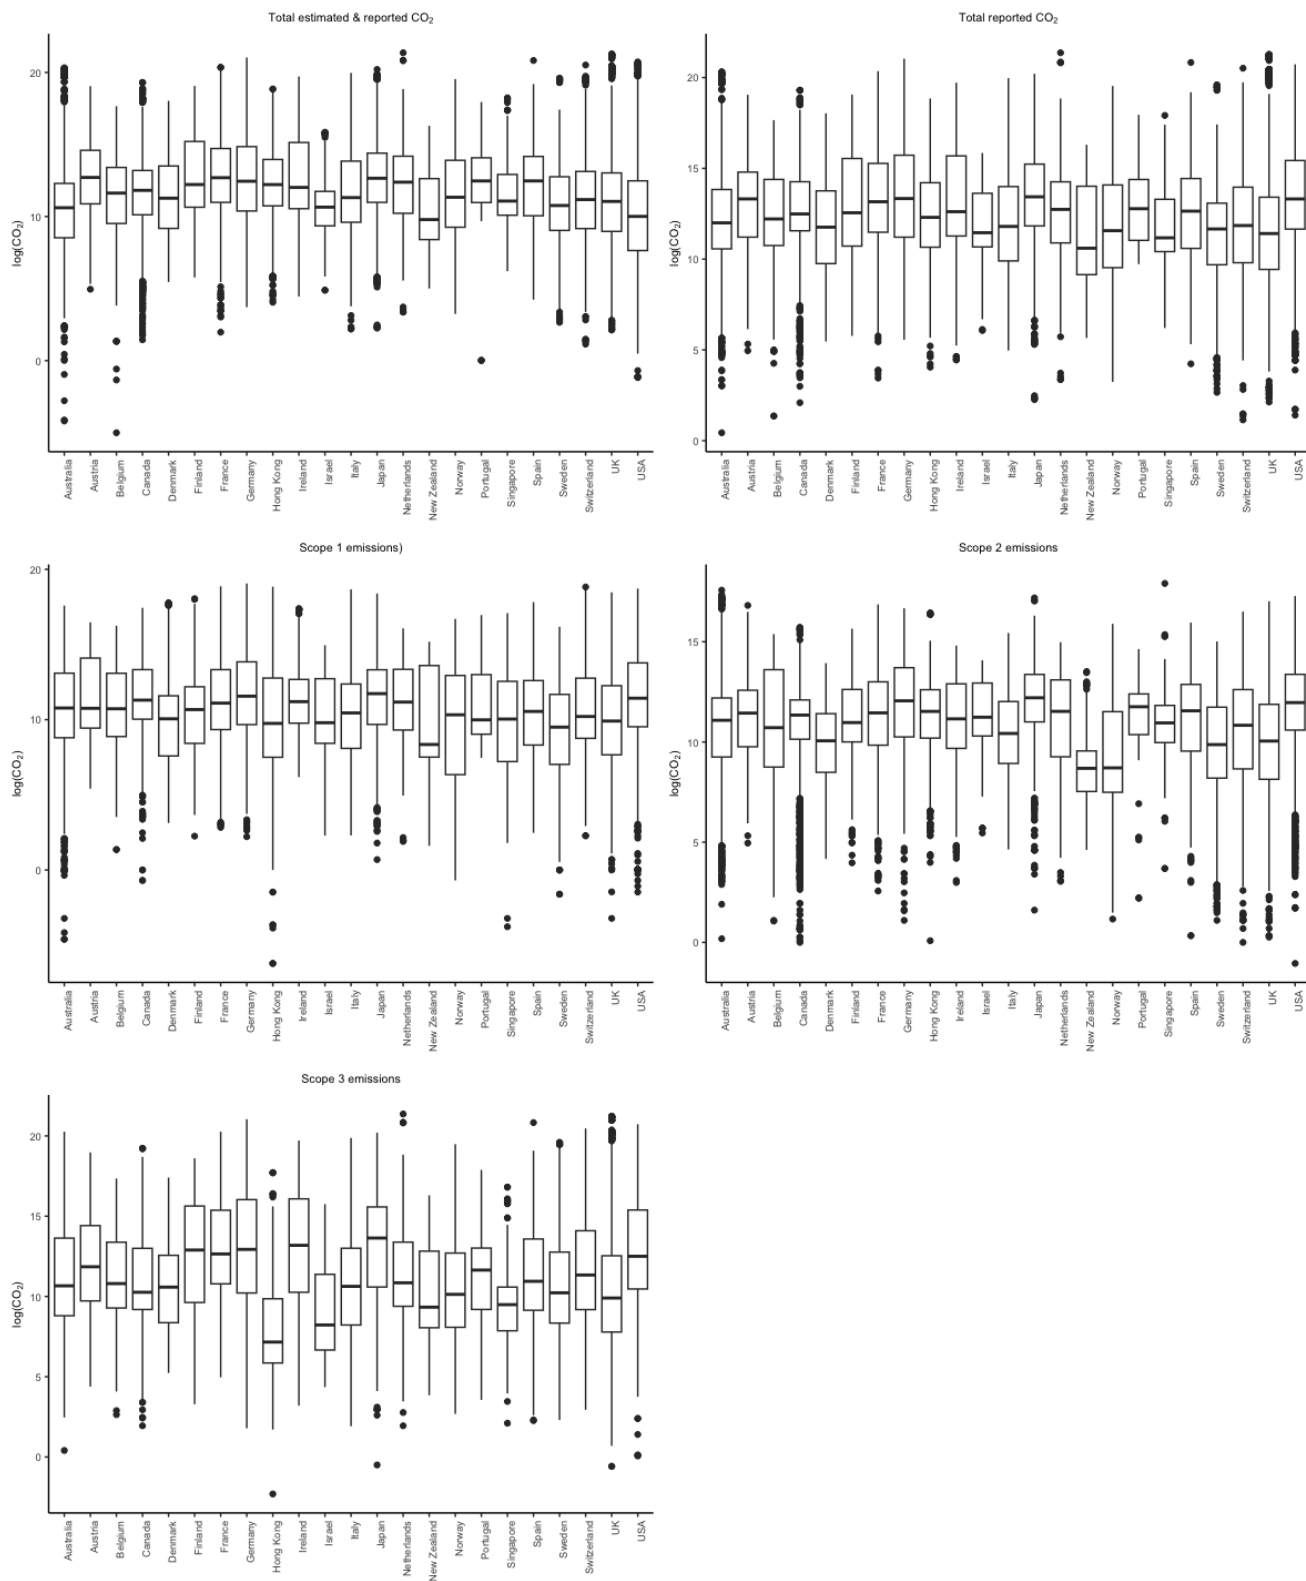 Total estimated & reported CO₂
log(CO₂)
20
10
0
Australia
Austria
Belgium
Canada
Denmark
Finland
France
Germany
Hong Kong
Ireland
Israel
Italy
Japan
Netherlands
New Zealand
Norway
Portugal
Singapore
Spain
Sweden
Switzerland
UK
USA
Total reported CO₂
log(CO₂)
20
15
10
5
0
Australia
Austria
Belgium
Canada
Denmark
Finland
France
Germany
Hong Kong
Ireland
Israel
Italy
Japan
Netherlands
New Zealand
Norway
Portugal
Singapore
Spain
Sweden
Switzerland
UK
USA
Scope 1 emissions)
log(CO₂)
20
10
0
Australia
Austria
Belgium
Canada
Denmark
Finland
France
Germany
Hong Kong
Ireland
Israel
Italy
Japan
Netherlands
New Zealand
Norway
Portugal
Singapore
Spain
Sweden
Switzerland
UK
USA
Scope 2 emissions
log(CO₂)
15
10
5
0
Australia
Austria
Belgium
Canada
Denmark
Finland
France
Germany
Hong Kong
Ireland
Israel
Italy
Japan
Netherlands
New Zealand
Norway
Portugal
Singapore
Spain
Sweden
Switzerland
UK
USA
Scope 3 emissions
log(CO₂)
20
15
10
5
0
Australia
Austria
Belgium
Canada
Denmark
Finland
France
Germany
Hong Kong
Ireland
Israel
Italy
Japan
Netherlands
New Zealand
Norway
Portugal
Singapore
Spain
Sweden
Switzerland
UK
USA